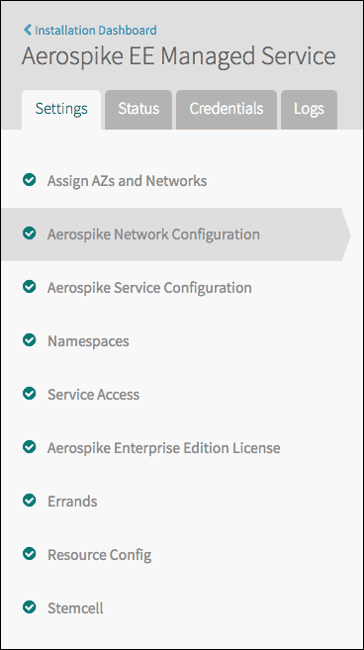 Installation Dashboard
Aerospike EE Managed Service
Settings Status Credentials Logs
Assign AZs and Networks
Aerospike Network Configuration
Aerospike Service Configuration
Namespaces
Service Access
Aerospike Enterprise Edition License
Errands
Resource Config
Stemcell